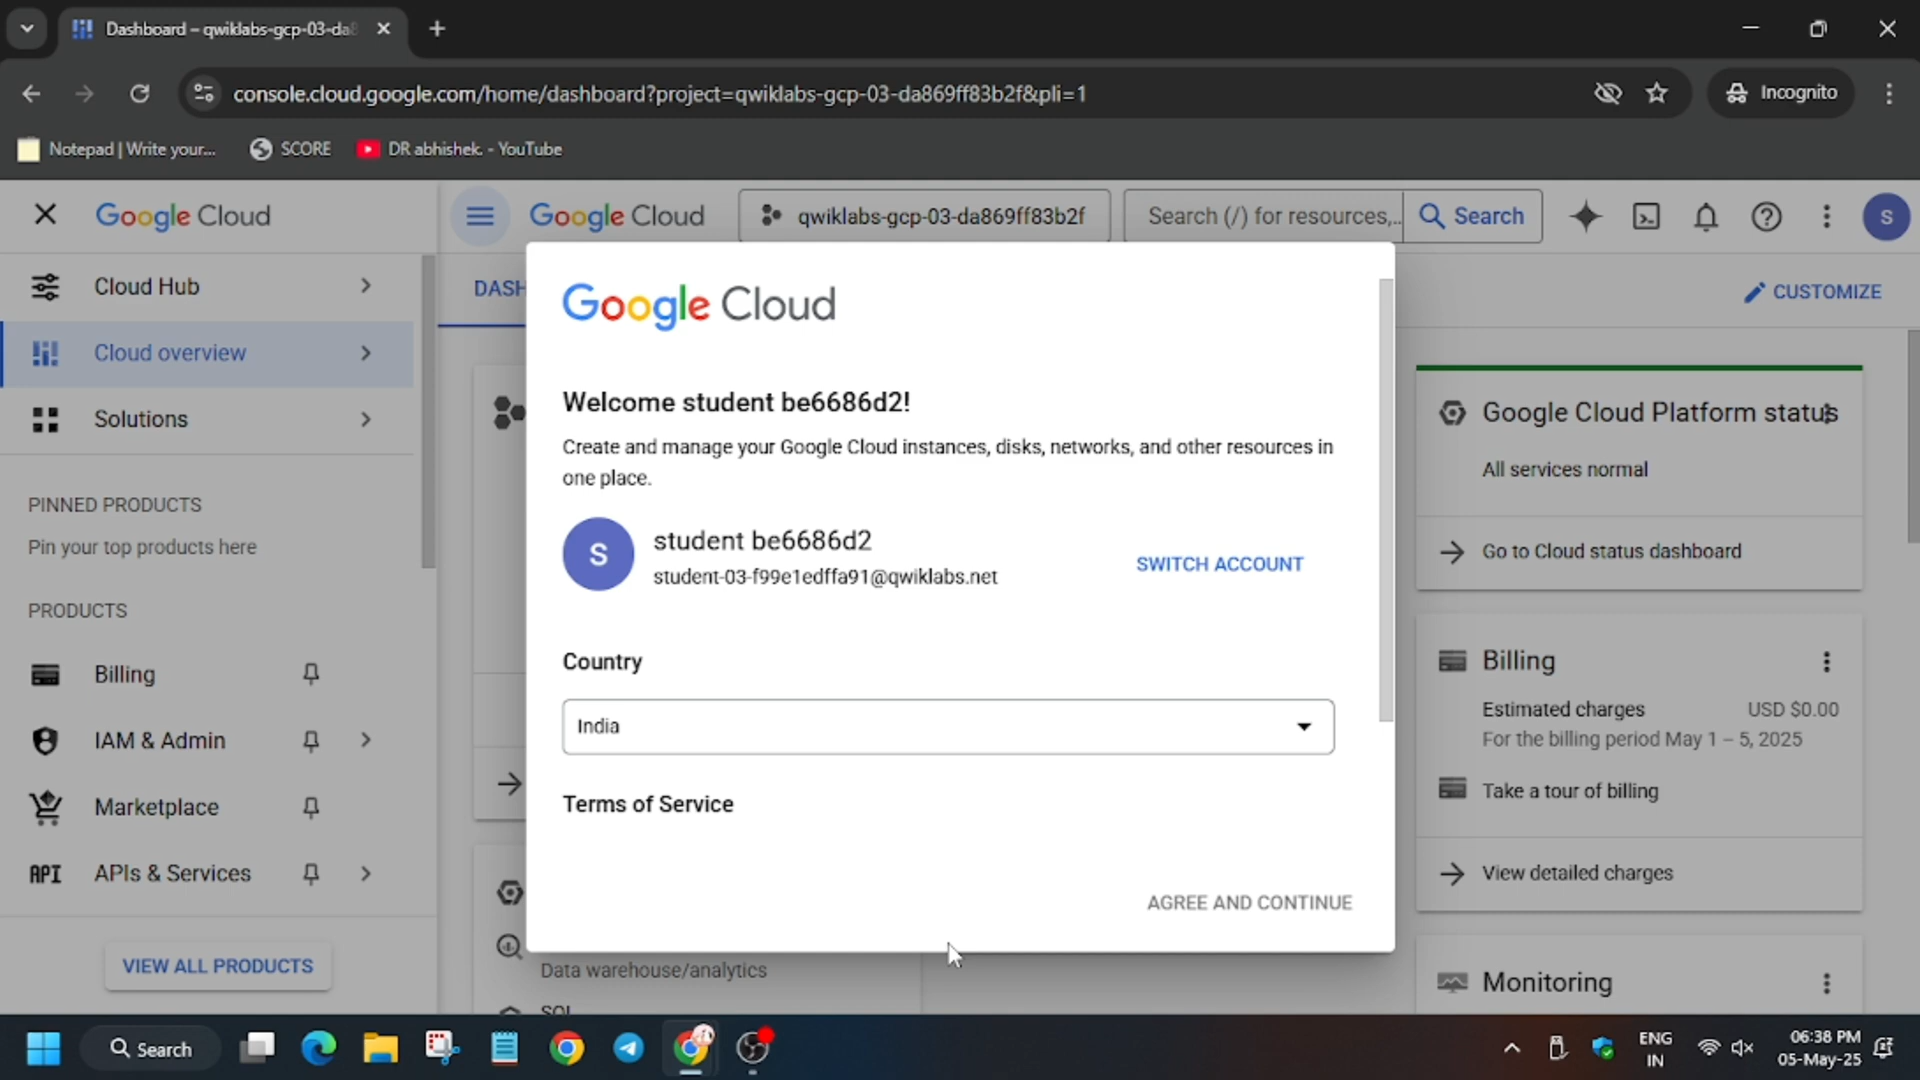 Dashboard – qwiklabs-gcp-03-da8
console.cloud.google.com/home/dashboard?project=qwiklabs-gcp-03-da869ff83b2f&pli=1
Incognito
Notepad | Write your...
SCORE
DR abhishek. - YouTube
Google Cloud
Google Cloud
qwiklabs-gcp-03-da869ff83b2f
Search (/) for resources,...
Search
S
Cloud Hub
Cloud overview
Solutions
PINNED PRODUCTS
Pin your top products here
PRODUCTS
Billing
IAM & Admin
Marketplace
API APIs & Services
VIEW ALL PRODUCTS
DASH
CUSTOMIZE
Google Cloud
Welcome student be6686d2!
Create and manage your Google Cloud instances, disks, networks, and other resources in
one place.
S
student be6686d2
student-03-f99e1edffa91@qwiklabs.net
SWITCH ACCOUNT
Country
India
Terms of Service
AGREE AND CONTINUE
Data warehouse/analytics
SQL
Google Cloud Platform status
All services normal
Go to Cloud status dashboard
Billing
Estimated charges USD $0.00
For the billing period May 1 – 5, 2025
Take a tour of billing
View detailed charges
Monitoring
Search
ENG
IN
06:38 PM
05-May-25